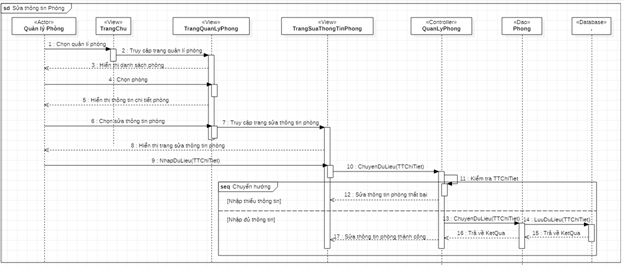 sd Sửa thông tin Phòng
«Actor»
Quản lý Phòng
«View»
TrangChu
«View»
TrangQuanLyPhong
«View»
TrangSuaThongTinPhong
«Controller»
QuanLyPhong
«Dao»
Phong
«Database»
-
1 : Chọn quản lí phòng
2 : Truy cập trang quản lí phòng
3 : Hiển thị danh sách phòng
4 : Chọn phòng
5 : Hiển thị thông tin chi tiết phòng
6 : Chọn sửa thông tin phòng
7 : Truy cập trang sửa thông tin phòng
8 : Hiển thị trang sửa thông tin phòng
9 : NhapDuLieu(TTChiTiet)
10 : ChuyenDuLieu(TTChiTiet)
11 : Kiểm tra TTChiTiet
seq Chuyển hướng
12 : Sửa thông tin phòng thất bại
[Nhập thiếu thông tin]
[Nhập đủ thông tin]
13 : ChuyenDuLieu(TTChiTiet)
14 : LuuDuLieu(TTChiTiet)
15 : Trả về KetQua
16 : Trả về KetQua
17 : Sửa thông tin phòng thành công